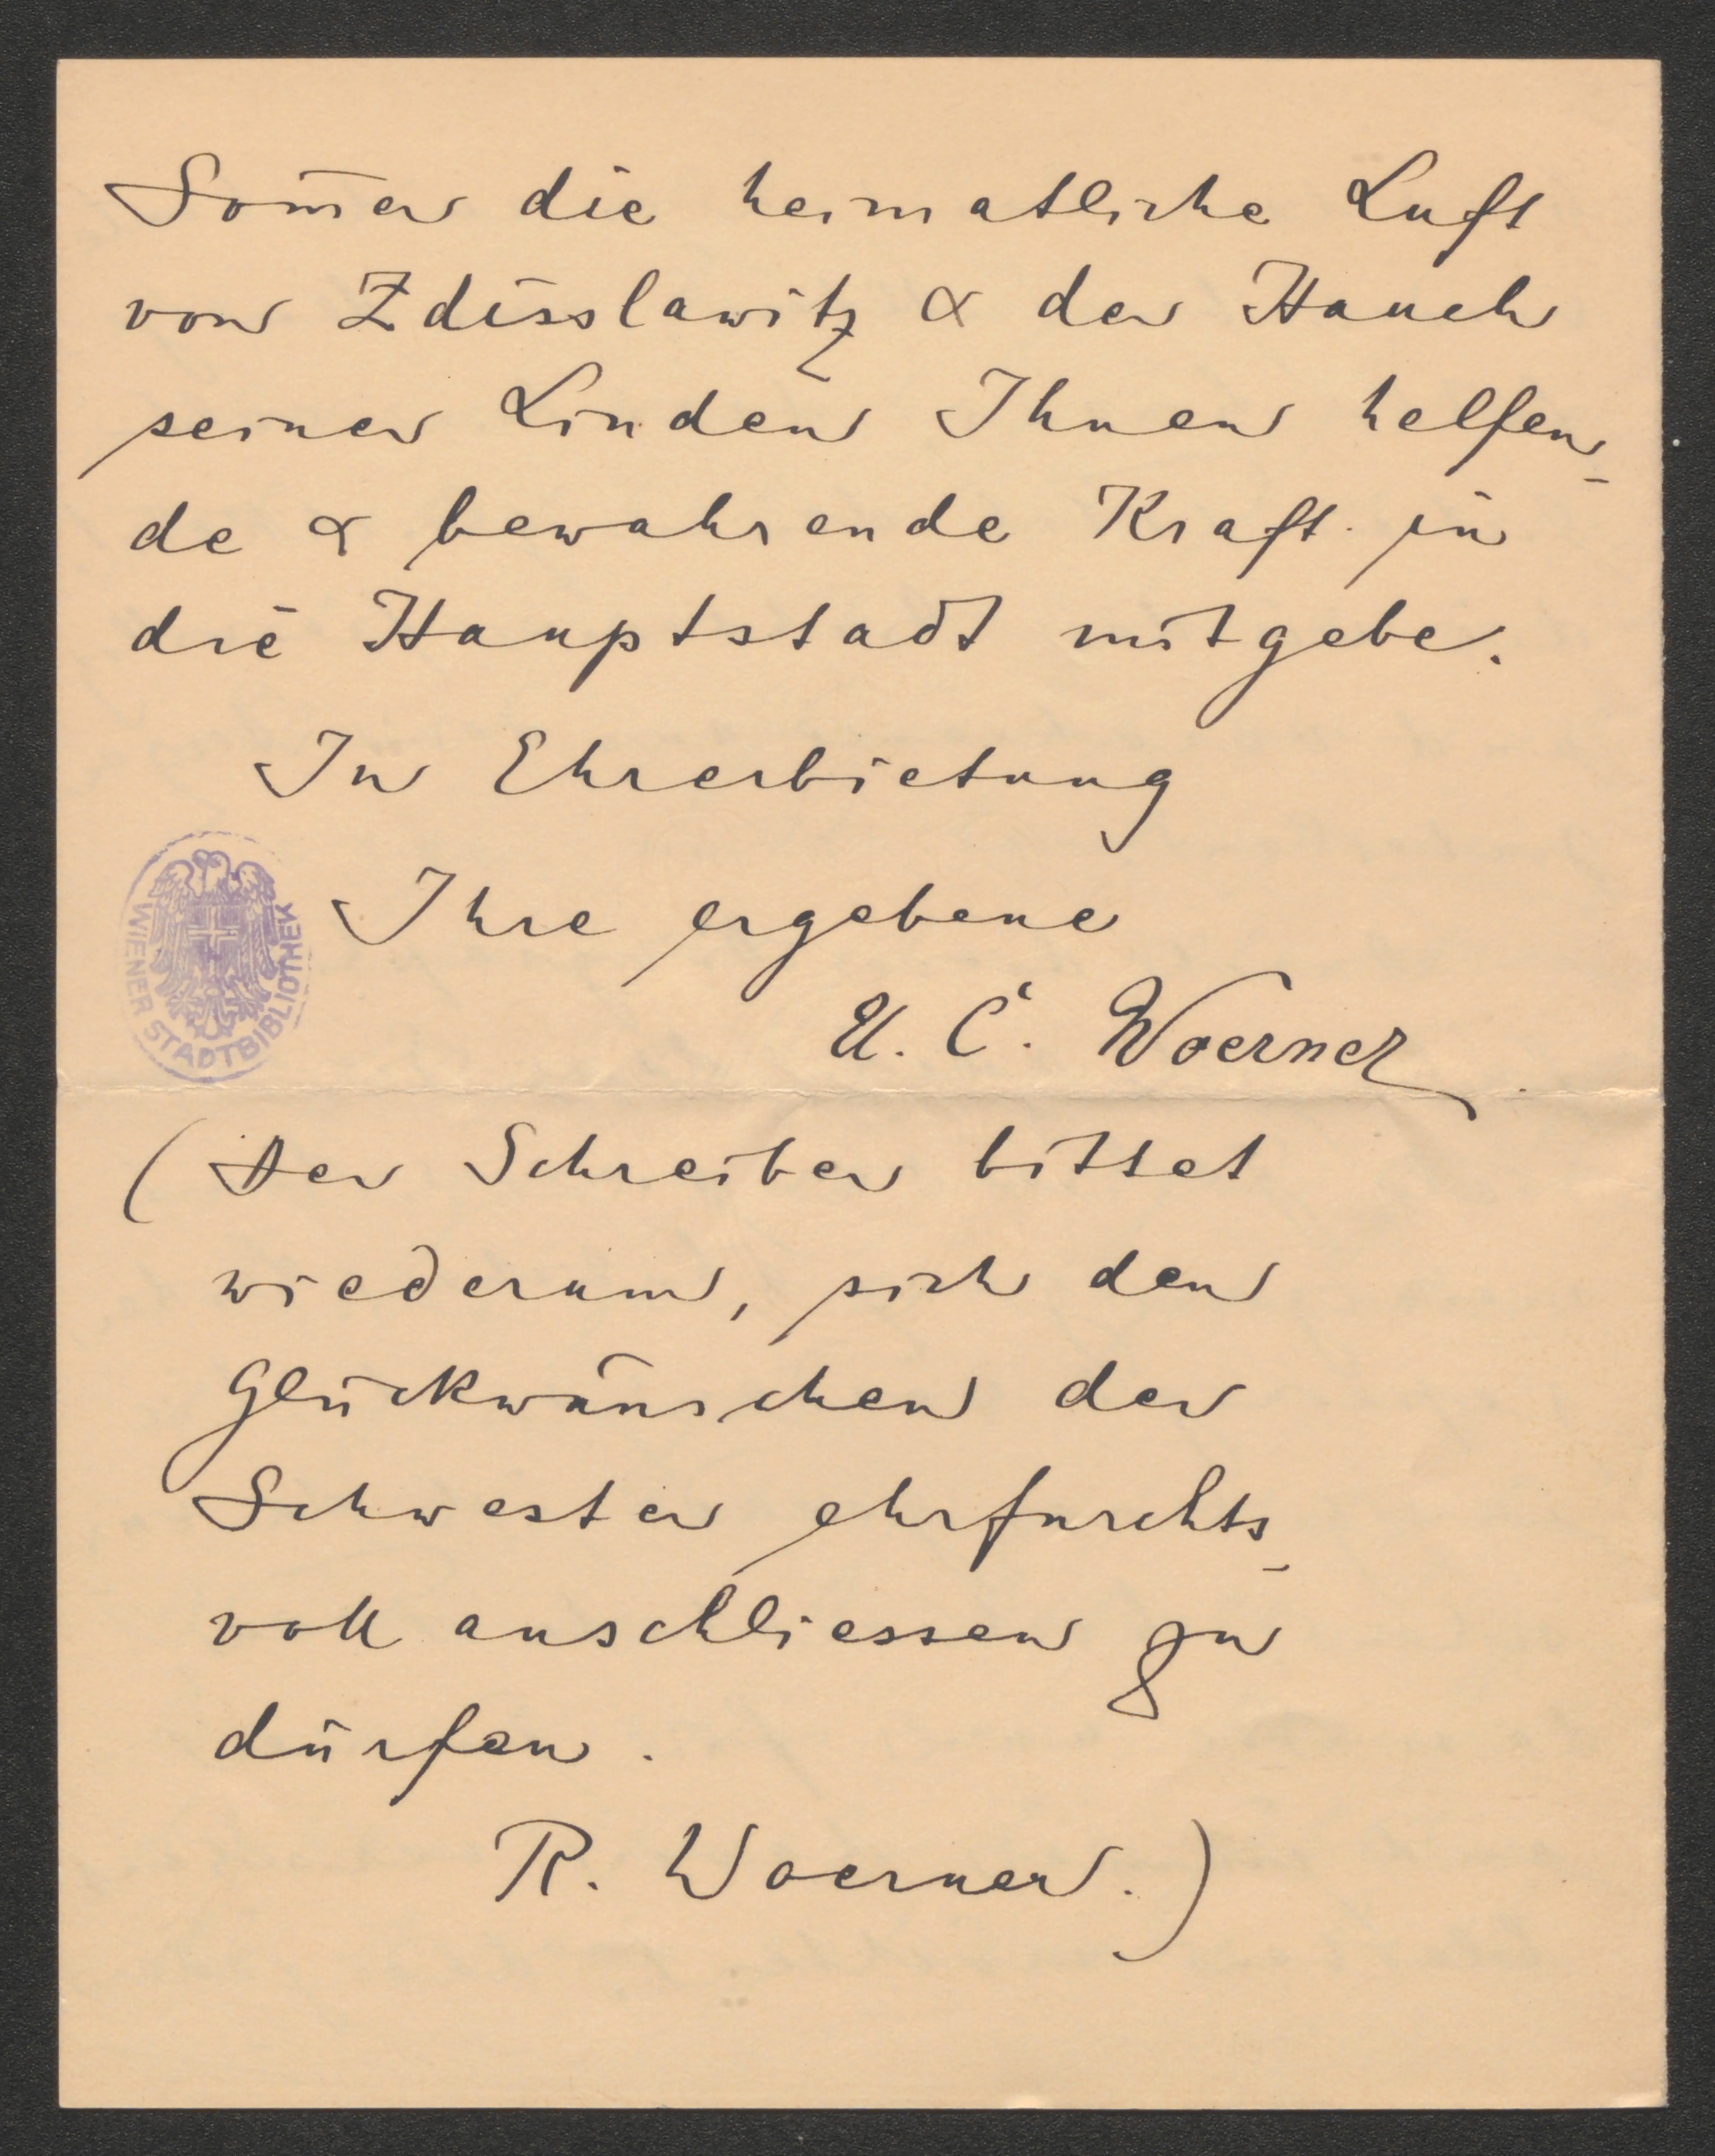 Som̄er die heimatliche Luft
von Zdisslawitz & der Hauch
seiner Linden Ihnen helfen-
de & bewahrende Kraft in
die Hauptstadt mitgebe.
In Ehrerbietung
Ihre ergebene
U. C. Woerner
WIENER STADTBIBLIOTHEK
(Der Schreiber bittet
wiederum, sich den
Glückwünschen der
Schwester ehrfurchts-
voll anschliessen zu
dürfen.
R. Woerner.)